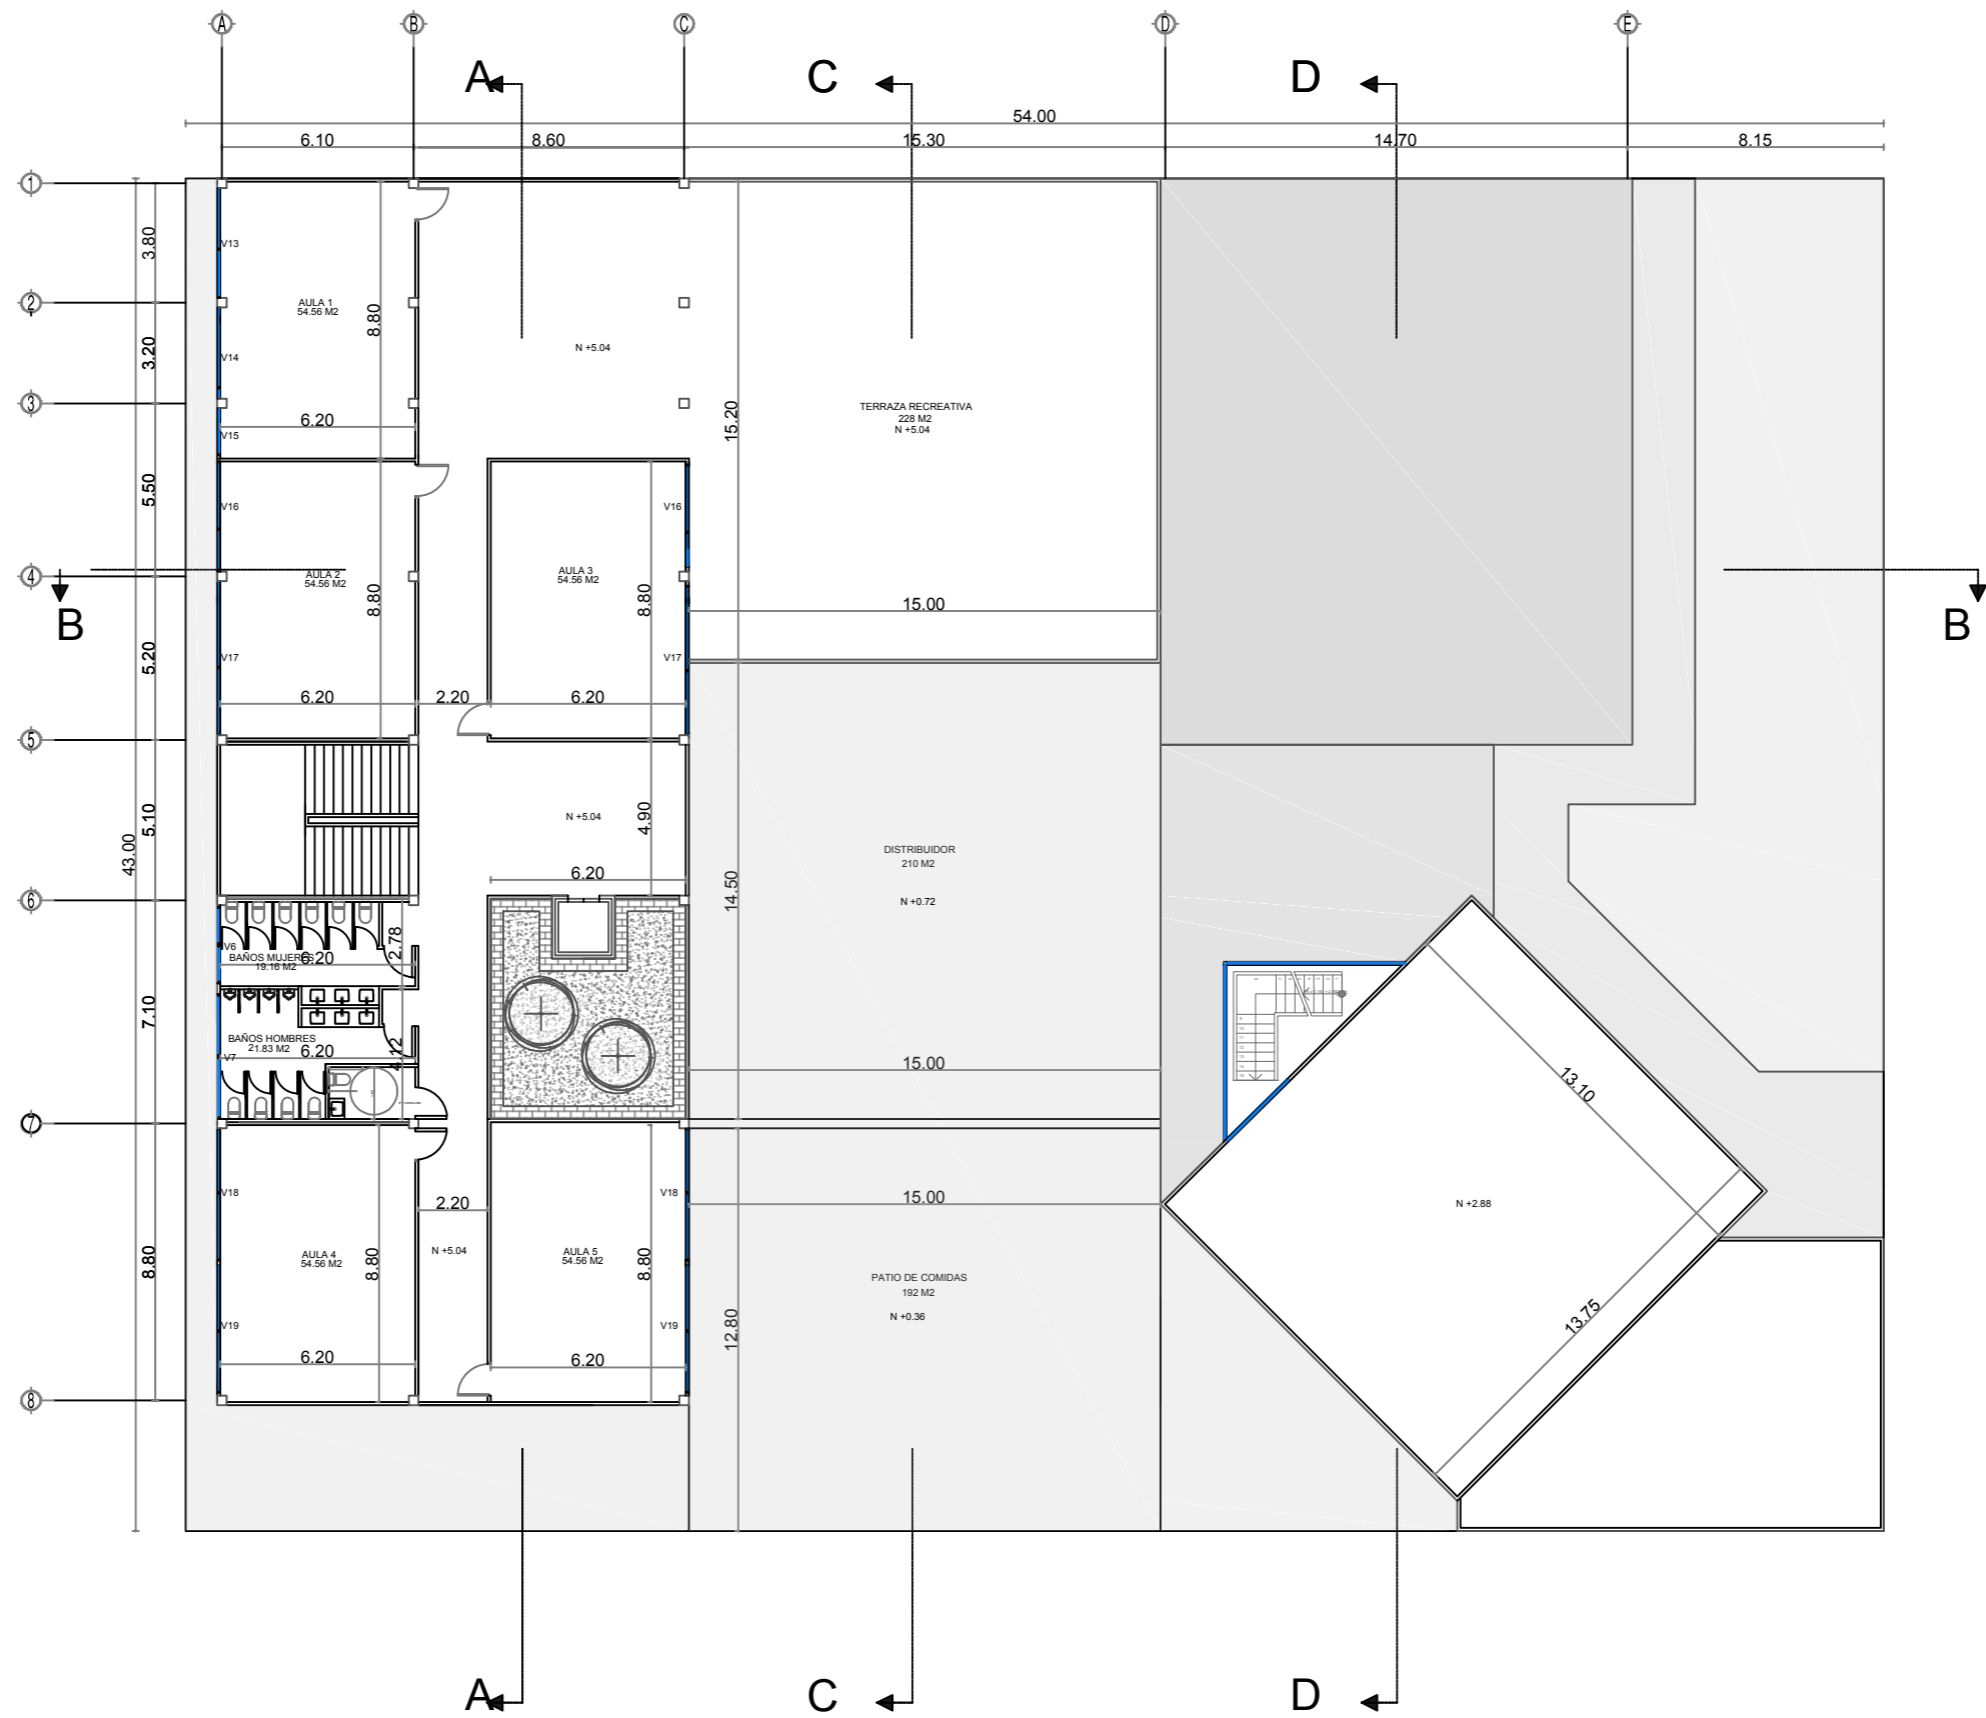 A
B
C
D
E
A
C
D
54.00
6.10
8.60
15.30
14.70
8.15
1
2
3
4
5
6
7
8
3.80
3.20
5.50
5.20
5.10
7.10
8.80
43.00
B
B
V13
AULA 1
54.56 M2
8.80
V14
6.20
V15
N +5.04
15.20
TERRAZA RECREATIVA
228 M2
N +5.04
15.00
V16
AULA 2
54.56 M2
8.80
V17
6.20
2.20
V16
AULA 3
54.56 M2
8.80
V17
6.20
N +5.04
4.90
6.20
DISTRIBUIDOR
210 M2
N +0.72
14.50
15.00
V6
BAÑOS MUJERES
19.16 M2
6.20
2.78
BAÑOS HOMBRES
21.83 M2
V7
6.20
4.12
V18
AULA 4
54.56 M2
8.80
V19
6.20
2.20
N +5.04
V18
AULA 5
54.56 M2
8.80
V19
6.20
15.00
PATIO DE COMIDAS
192 M2
N +0.36
12.80
13.10
N +2.88
13.75
A
C
D